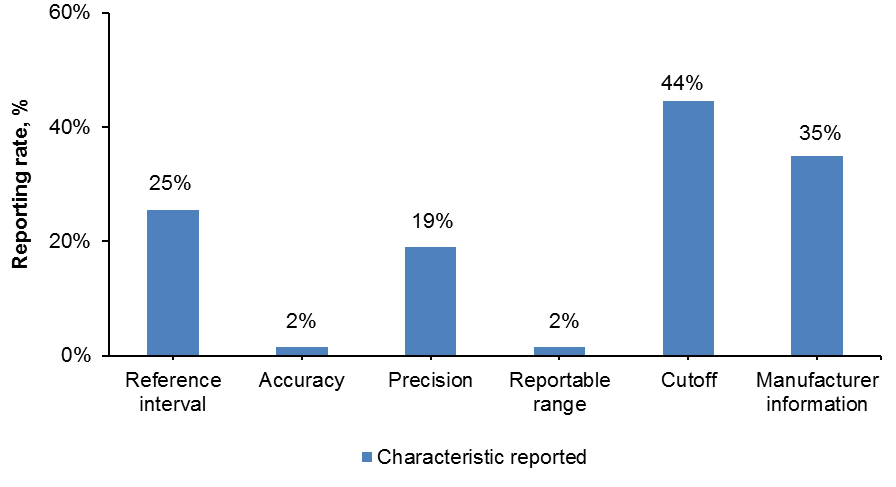 60%
40%
20%
0%
Reporting rate, %
25%
2%
19%
2%
44%
35%
Reference
interval
Accuracy
Precision
Reportable
range
Cutoff
Manufacturer
information
Characteristic reported